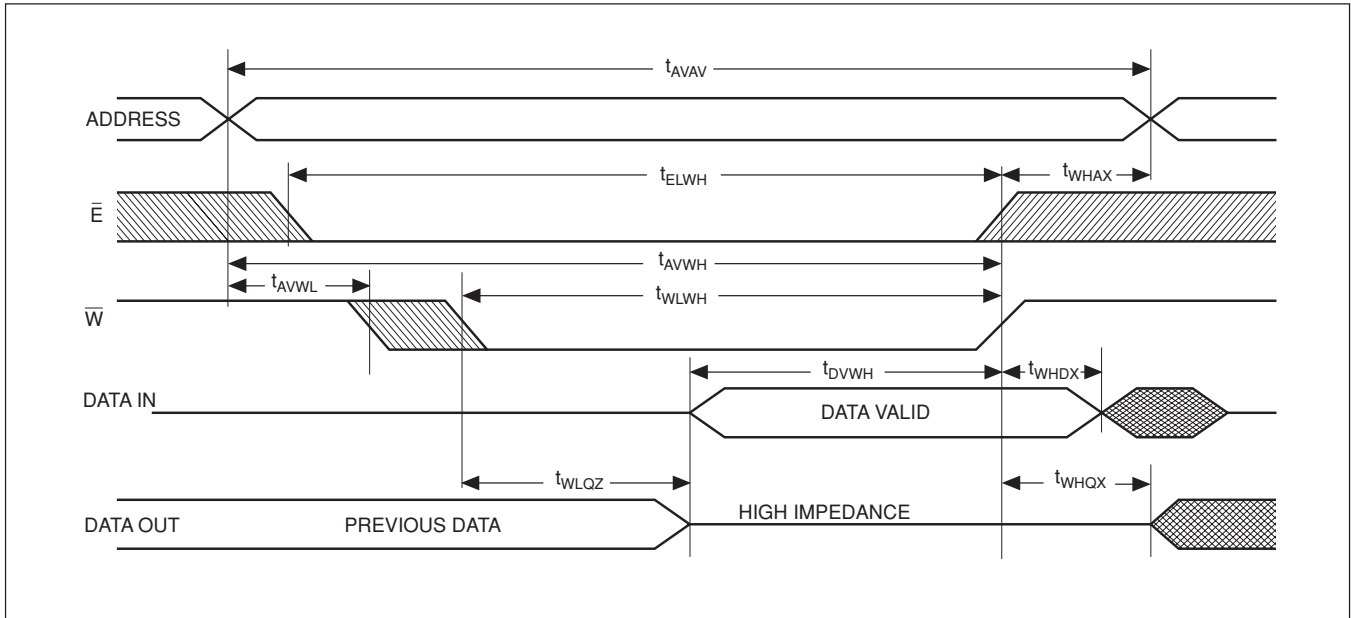 tAVAV
ADDRESS
tELWH
tWHAX
E̅
tAVWH
tAVWL
tWLWH
W̅
tDVWH
tWHDX
DATA IN
DATA VALID
tWLQZ
tWHQX
DATA OUT
PREVIOUS DATA
HIGH IMPEDANCE